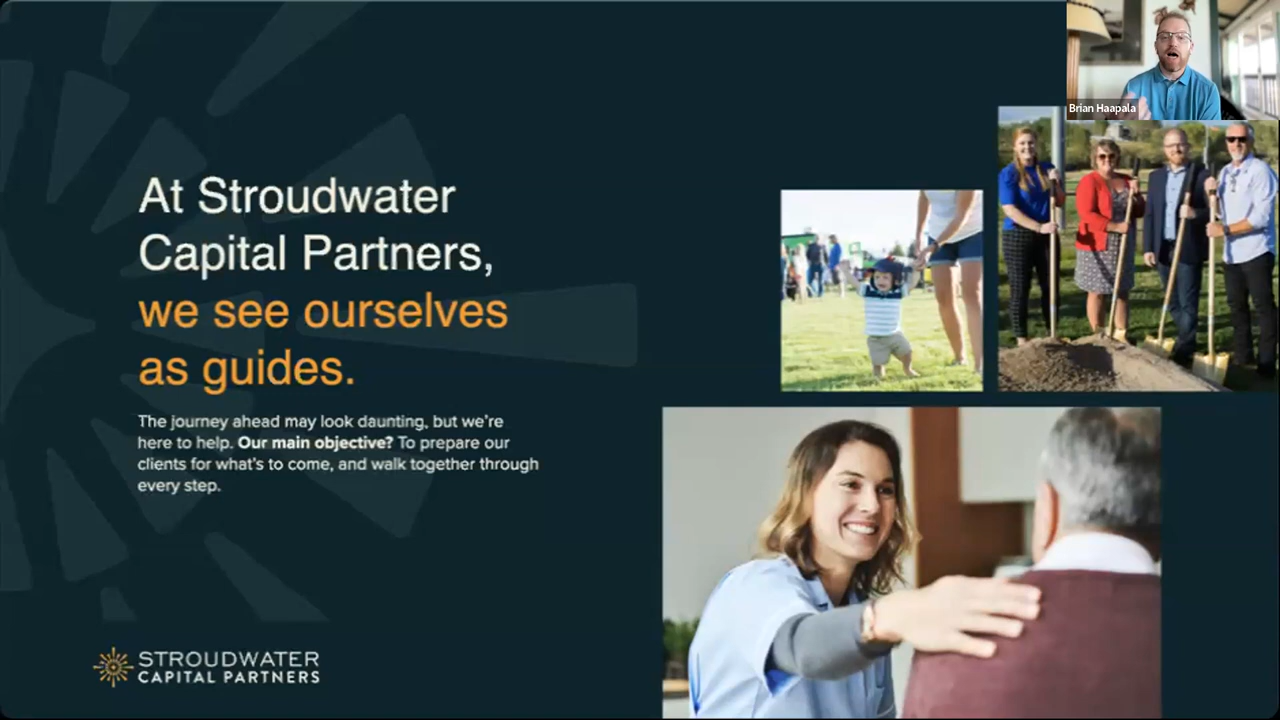 Brian Haapala
At Stroudwater
Capital Partners,
we see ourselves
as guides.
The journey ahead may look daunting, but we're
here to help. Our main objective? To prepare our
clients for what's to come, and walk together through
every step.
STROUDWATER
CAPITAL PARTNERS